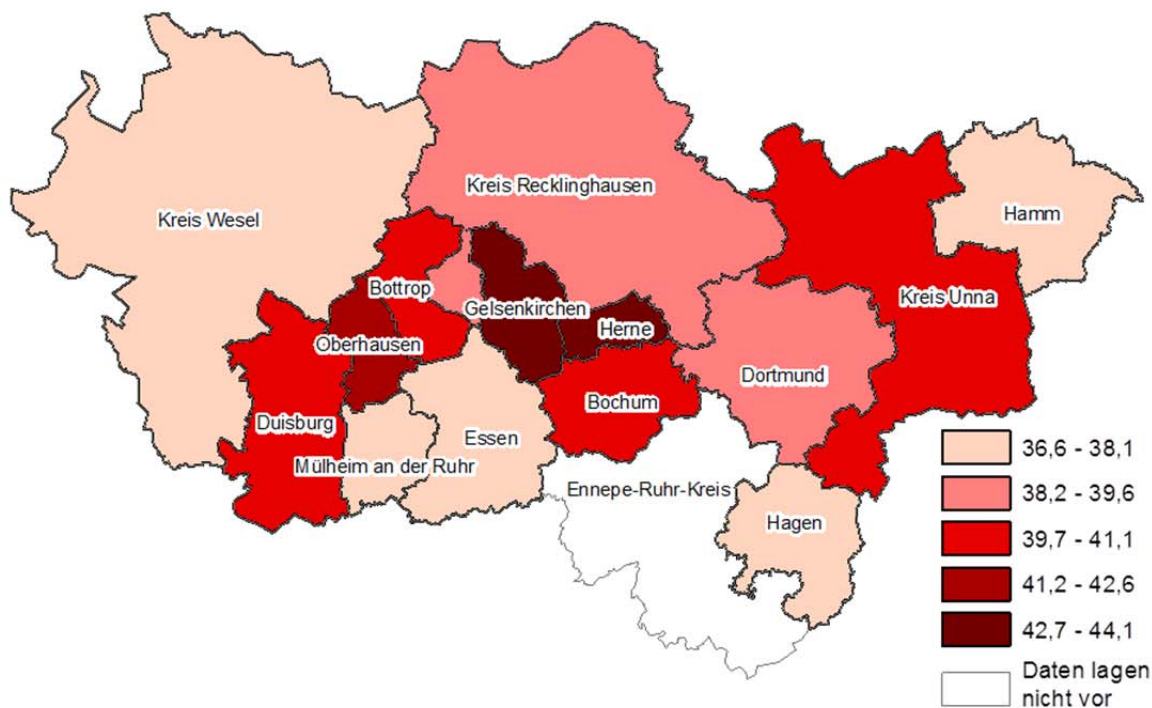 Kreis Recklinghausen
Kreis Wesel
Hamm
Bottrop
Kreis Unna
Gelsenkirchen
Herne
Oberhausen
Dortmund
Bochum
Duisburg
Essen
Mülheim an der Ruhr
Ennepe-Ruhr-Kreis
Hagen
36,6 - 38,1
38,2 - 39,6
39,7 - 41,1
41,2 - 42,6
42,7 - 44,1
Daten lagen
nicht vor